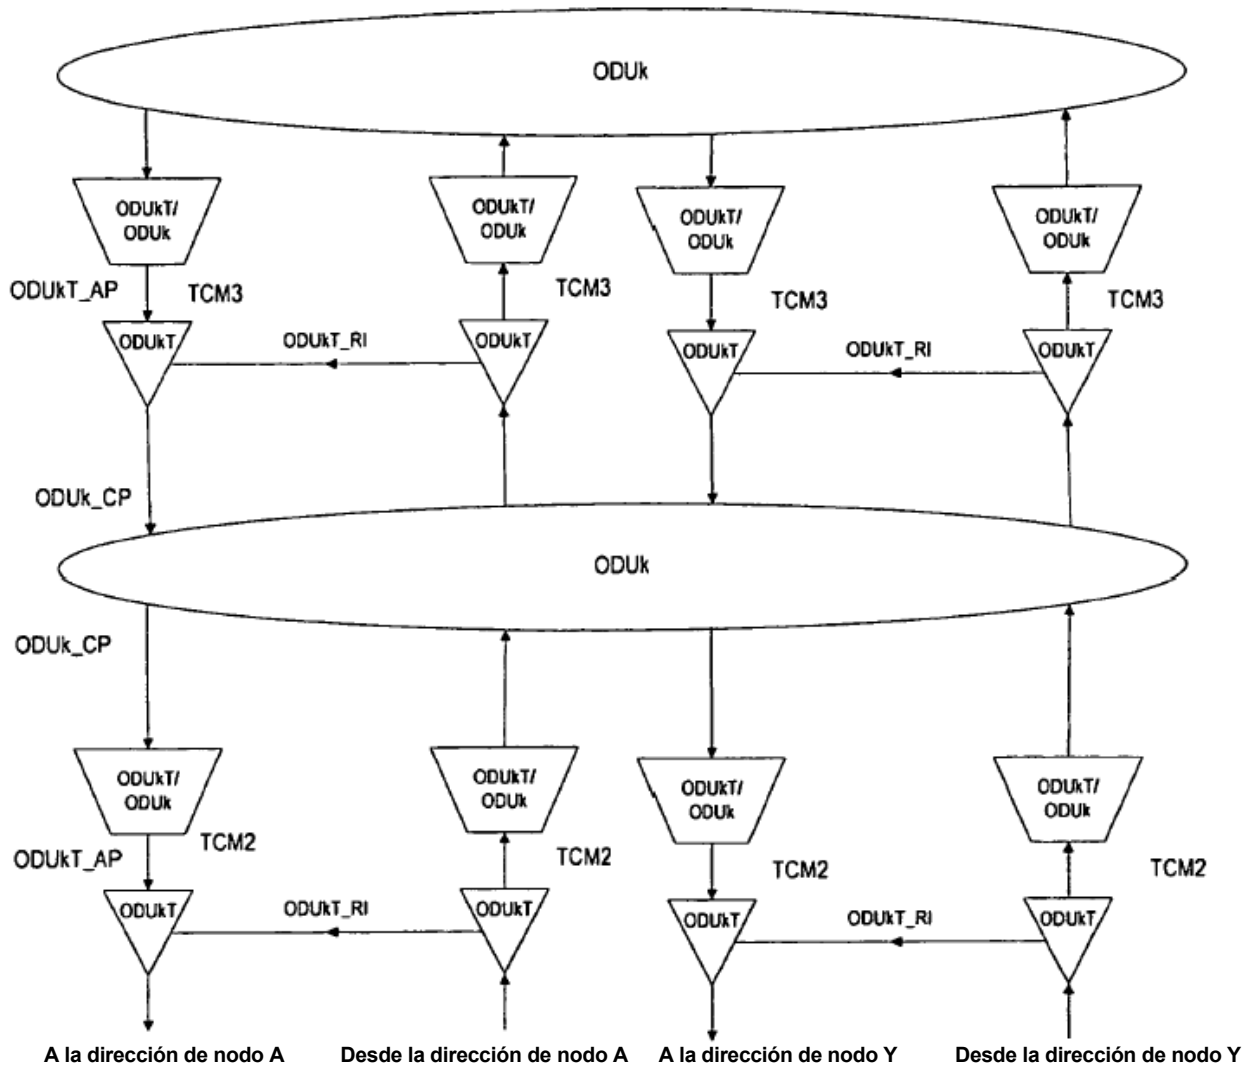 ODUk
ODUkT/
ODUk
ODUkT/
ODUk
ODUkT/
ODUk
ODUkT/
ODUk
ODUkT_AP
TCM3
TCM3
TCM3
TCM3
ODUkT
ODUkT_RI
ODUkT
ODUkT
ODUkT_RI
ODUkT
ODUk_CP
ODUk
ODUk_CP
ODUkT/
ODUk
ODUkT/
ODUk
ODUkT/
ODUk
ODUkT/
ODUk
ODUkT_AP
TCM2
TCM2
TCM2
TCM2
ODUkT
ODUkT_RI
ODUkT
ODUkT
ODUkT_RI
ODUkT
A la dirección de nodo A
Desde la dirección de nodo A
A la dirección de nodo Y
Desde la dirección de nodo Y